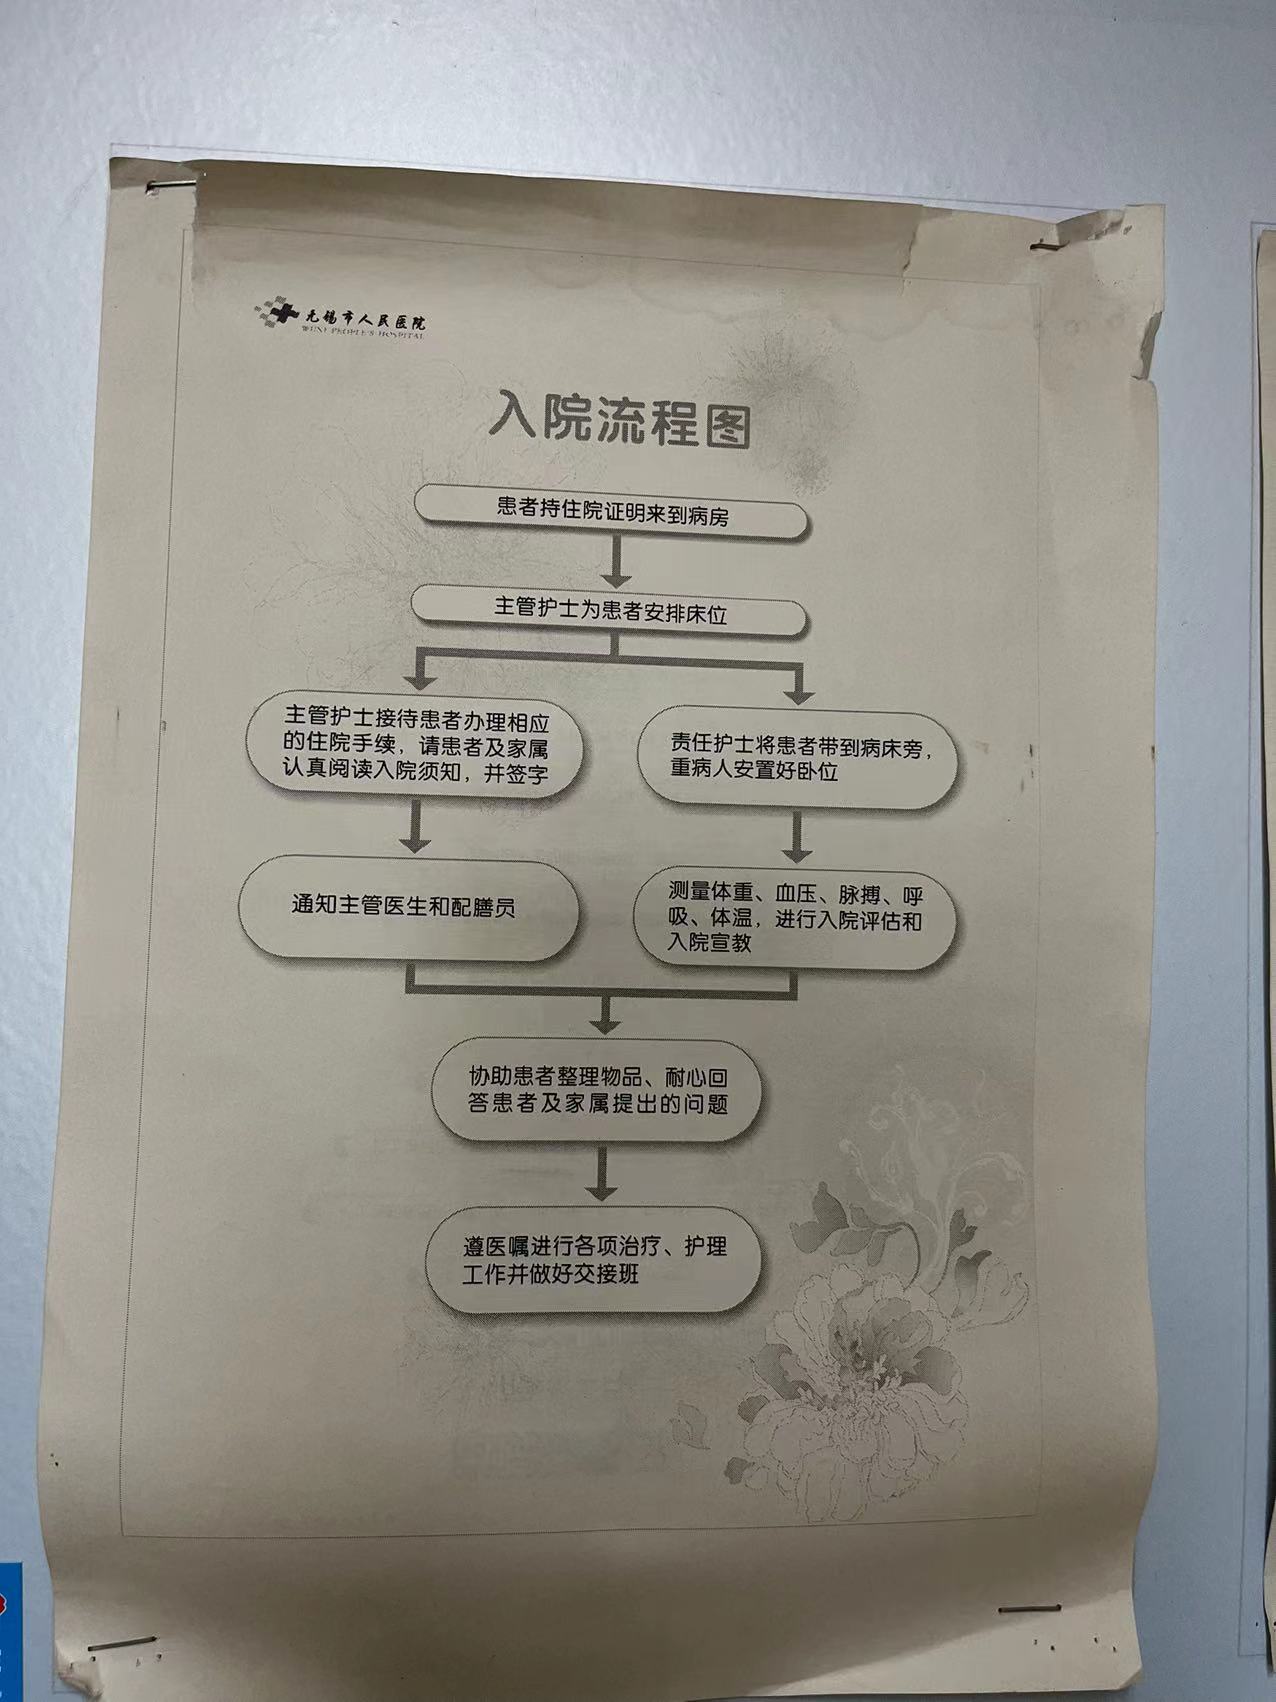 无锡市人民医院
WUXI PEOPLE'S HOSPITAL
入院流程图
患者持住院证明来到病房
主管护士为患者安排床位
主管护士接待患者办理相应
的住院手续，请患者及家属
认真阅读入院须知，并签字
责任护士将患者带到病床旁，
重病人安置好卧位
通知主管医生和配膳员
测量体重、血压、脉搏、呼
吸、体温，进行入院评估和
入院宣教
协助患者整理物品、耐心回
答患者及家属提出的问题
遵医嘱进行各项治疗、护理
工作并做好交接班